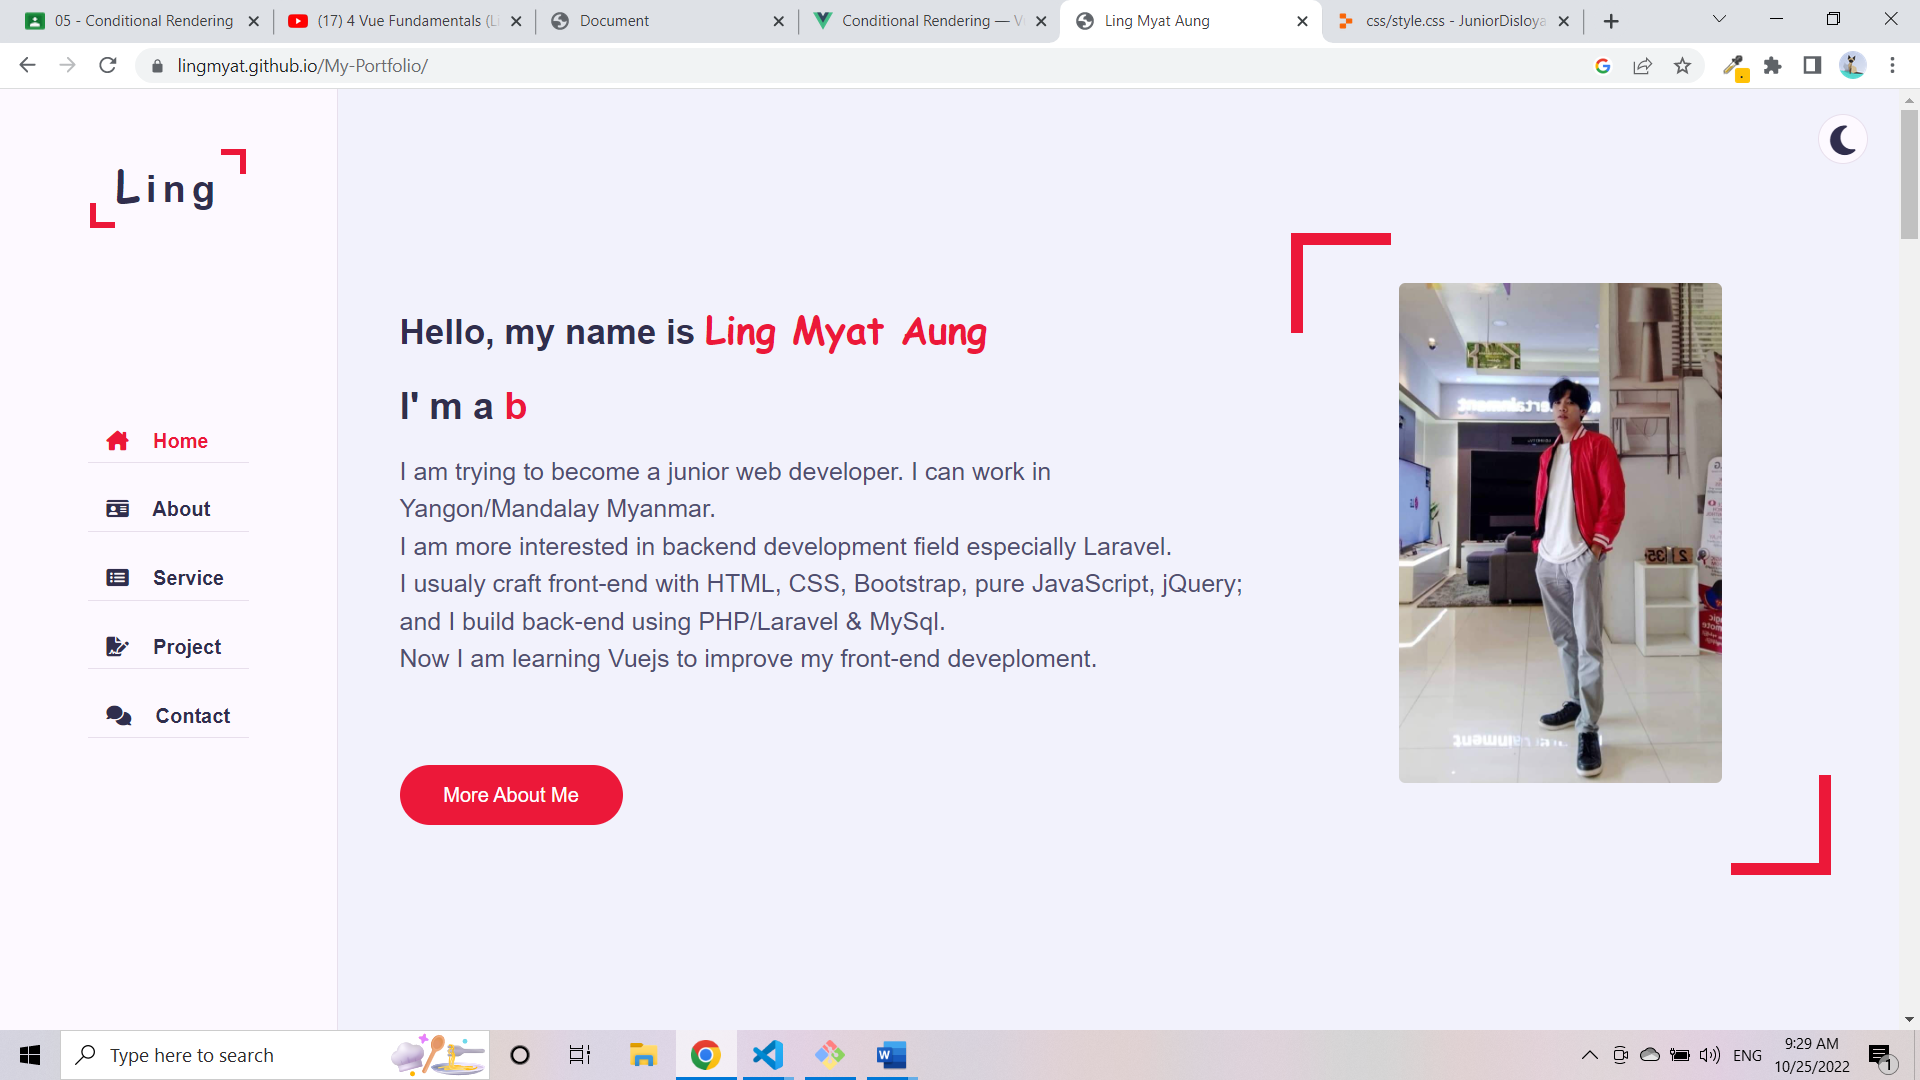 05 - Conditional Rendering
(17) 4 Vue Fundamentals (Li
Document
Conditional Rendering — V
Ling Myat Aung
css/style.css - JuniorDisloya
lingmyat.github.io/My-Portfolio/
Ling
Home
About
Service
Project
Contact
Hello, my name is Ling Myat Aung
I' m a b
I am trying to become a junior web developer. I can work in
Yangon/Mandalay Myanmar.
I am more interested in backend development field especially Laravel.
I usualy craft front-end with HTML, CSS, Bootstrap, pure JavaScript, jQuery;
and I build back-end using PHP/Laravel & MySql.
Now I am learning Vuejs to improve my front-end deveploment.
More About Me
Type here to search
ENG
9:29 AM
10/25/2022
1